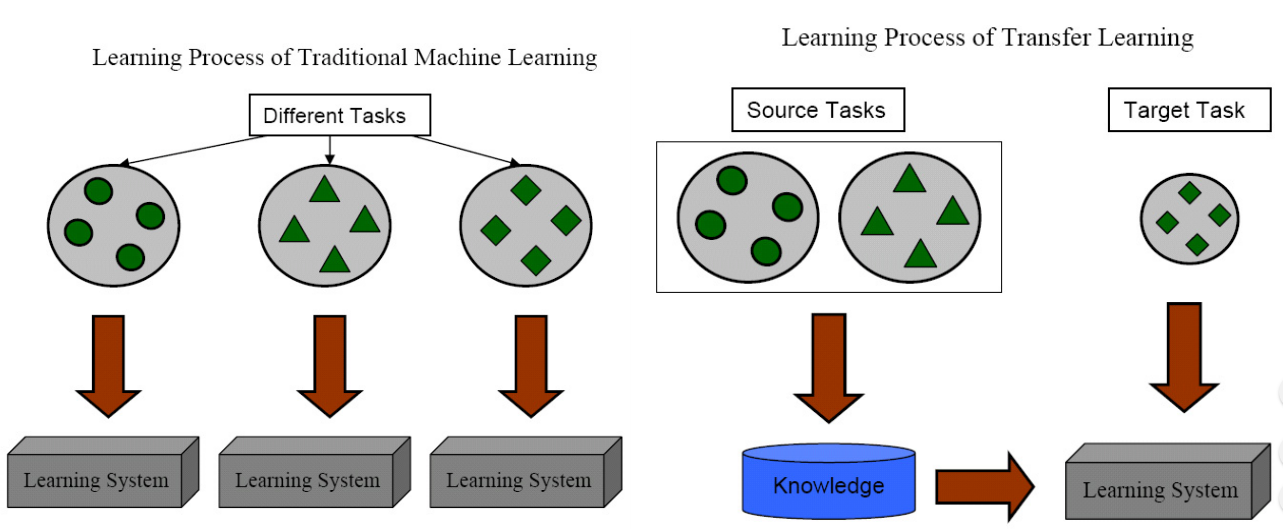 Learning Process of Traditional Machine Learning
Different Tasks
Learning System
Learning System
Learning System
Learning Process of Transfer Learning
Source Tasks
Target Task
Knowledge
Learning System